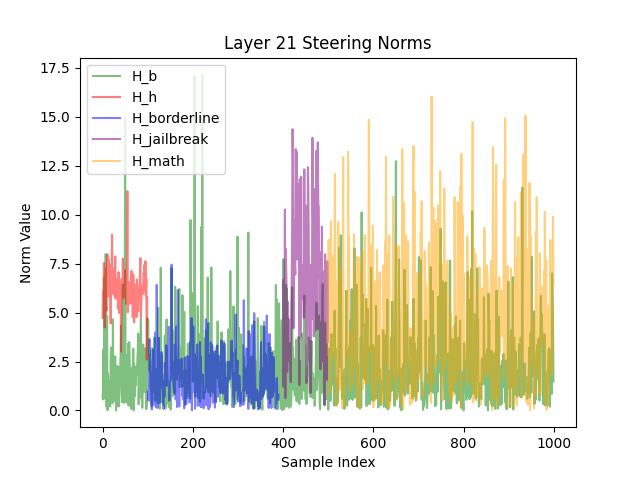 Layer 21 Steering Norms
17.5
15.0
12.5
10.0
7.5
5.0
2.5
0.0
Norm Value
H_b
H_h
H_borderline
H_jailbreak
H_math
0 200 400 600 800 1000
Sample Index